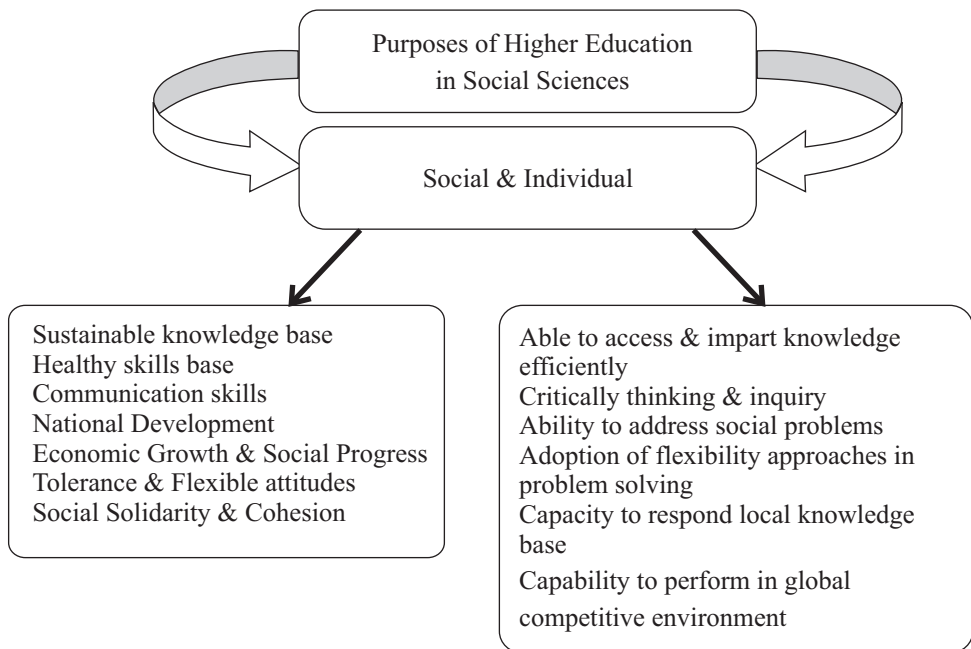 Purposes of Higher Education
in Social Sciences
Social & Individual
Sustainable knowledge base
Healthy skills base
Communication skills
National Development
Economic Growth & Social Progress
Tolerance & Flexible attitudes
Social Solidarity & Cohesion
Able to access & impart knowledge
efficiently
Critically thinking & inquiry
Ability to address social problems
Adoption of flexibility approaches in
problem solving
Capacity to respond local knowledge
base
Capability to perform in global
competitive environment